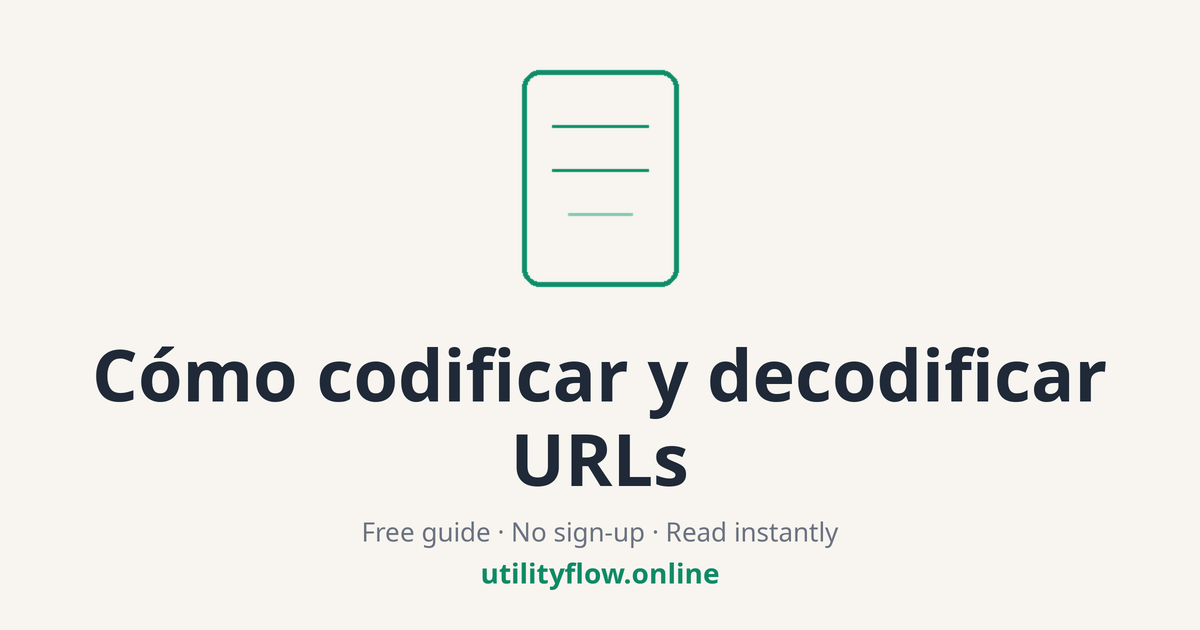 Cómo codificar y decodificar
URLs
Free guide · No sign-up · Read instantly
utilityflow.online